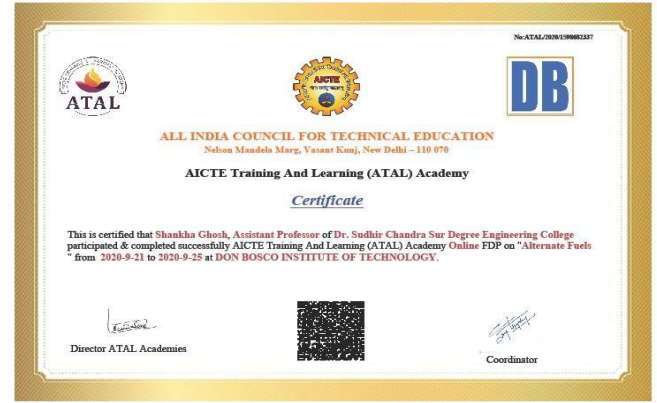 No:ATAL/2020/1598682337
ATAL
AICTE
DB
ALL INDIA COUNCIL FOR TECHNICAL EDUCATION
Nelson Mandela Marg, Vasant Kunj, New Delhi – 110 070
AICTE Training And Learning (ATAL) Academy
Certificate
This is certified that Shankha Ghosh, Assistant Professor of Dr. Sudhir Chandra Sur Degree Engineering College
participated & completed successfully AICTE Training And Learning (ATAL) Academy Online FDP on "Alternate Fuels
" from 2020-9-21 to 2020-9-25 at DON BOSCO INSTITUTE OF TECHNOLOGY.
Director ATAL Academies
Coordinator